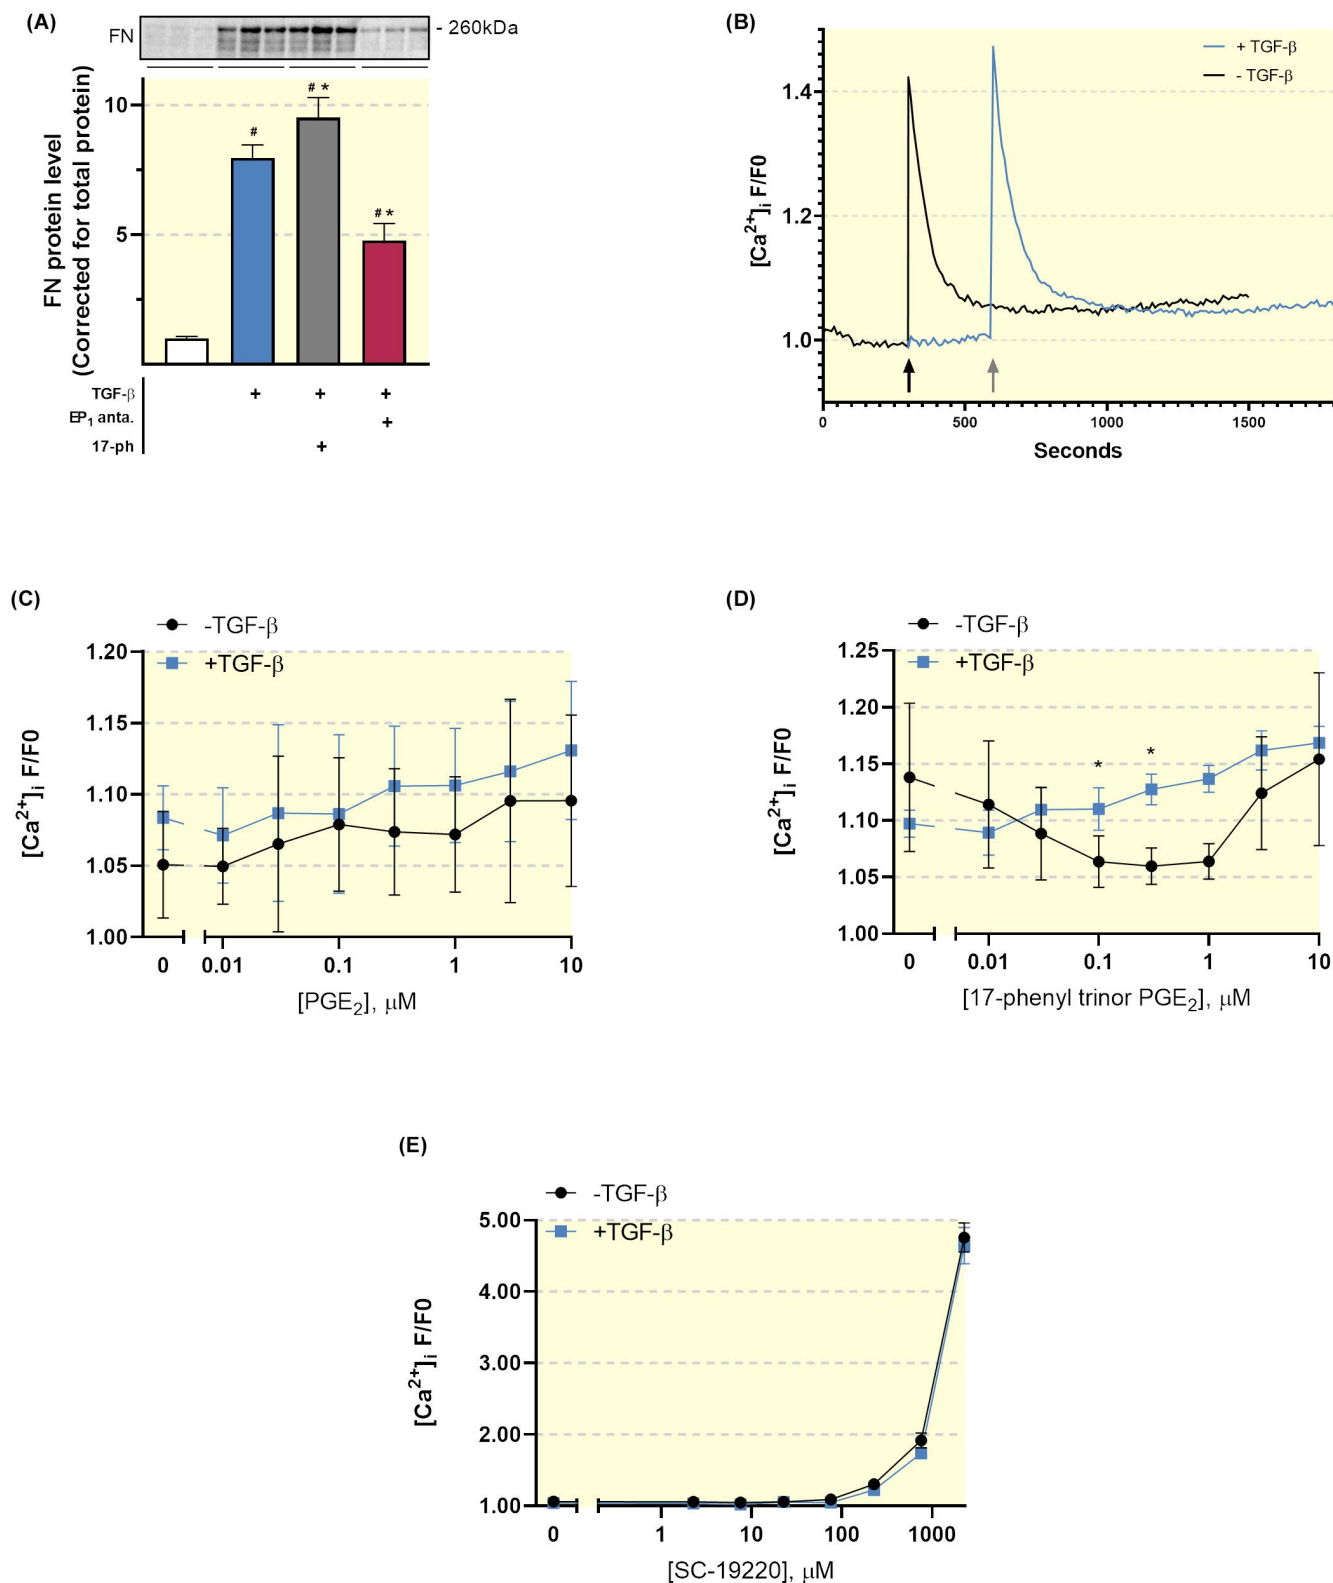 (A)
FN
- 260kDa
FN protein level
(Corrected for total protein)
10
5
#
# *
# *
TGF-β + + +
EP1 anta. +
17-ph +
(B)
+ TGF-β
- TGF-β
[Ca2+]i F/F0
1.4
1.2
1.0
0 500 1000 1500
Seconds
(C)
-TGF-β
+TGF-β
[Ca2+]i F/F0
1.20
1.15
1.10
1.05
1.00
0 0.01 0.1 1 10
[PGE2], μM
(D)
-TGF-β
+TGF-β
[Ca2+]i F/F0
1.25
1.20
1.15
1.10
1.05
1.00
* *
0 0.01 0.1 1 10
[17-phenyl trinor PGE2], μM
(E)
-TGF-β
+TGF-β
[Ca2+]i F/F0
5.00
4.00
3.00
2.00
1.00
0 1 10 100 1000
[SC-19220], μM